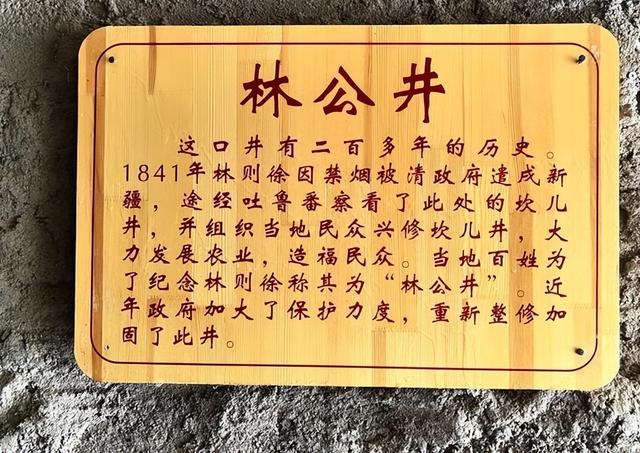 林公井
这口井有二百多年的历史。
1841年林则徐因禁烟被清政府遣戍新
疆，途经吐鲁番察看了此处的坎儿
井，并组织当地民众兴修坎儿井，大
力发展农业，造福民众。当地百姓为
了纪念林则徐称其为“林公井”。近
年政府加大了保护力度，重新整修加
固了此井。